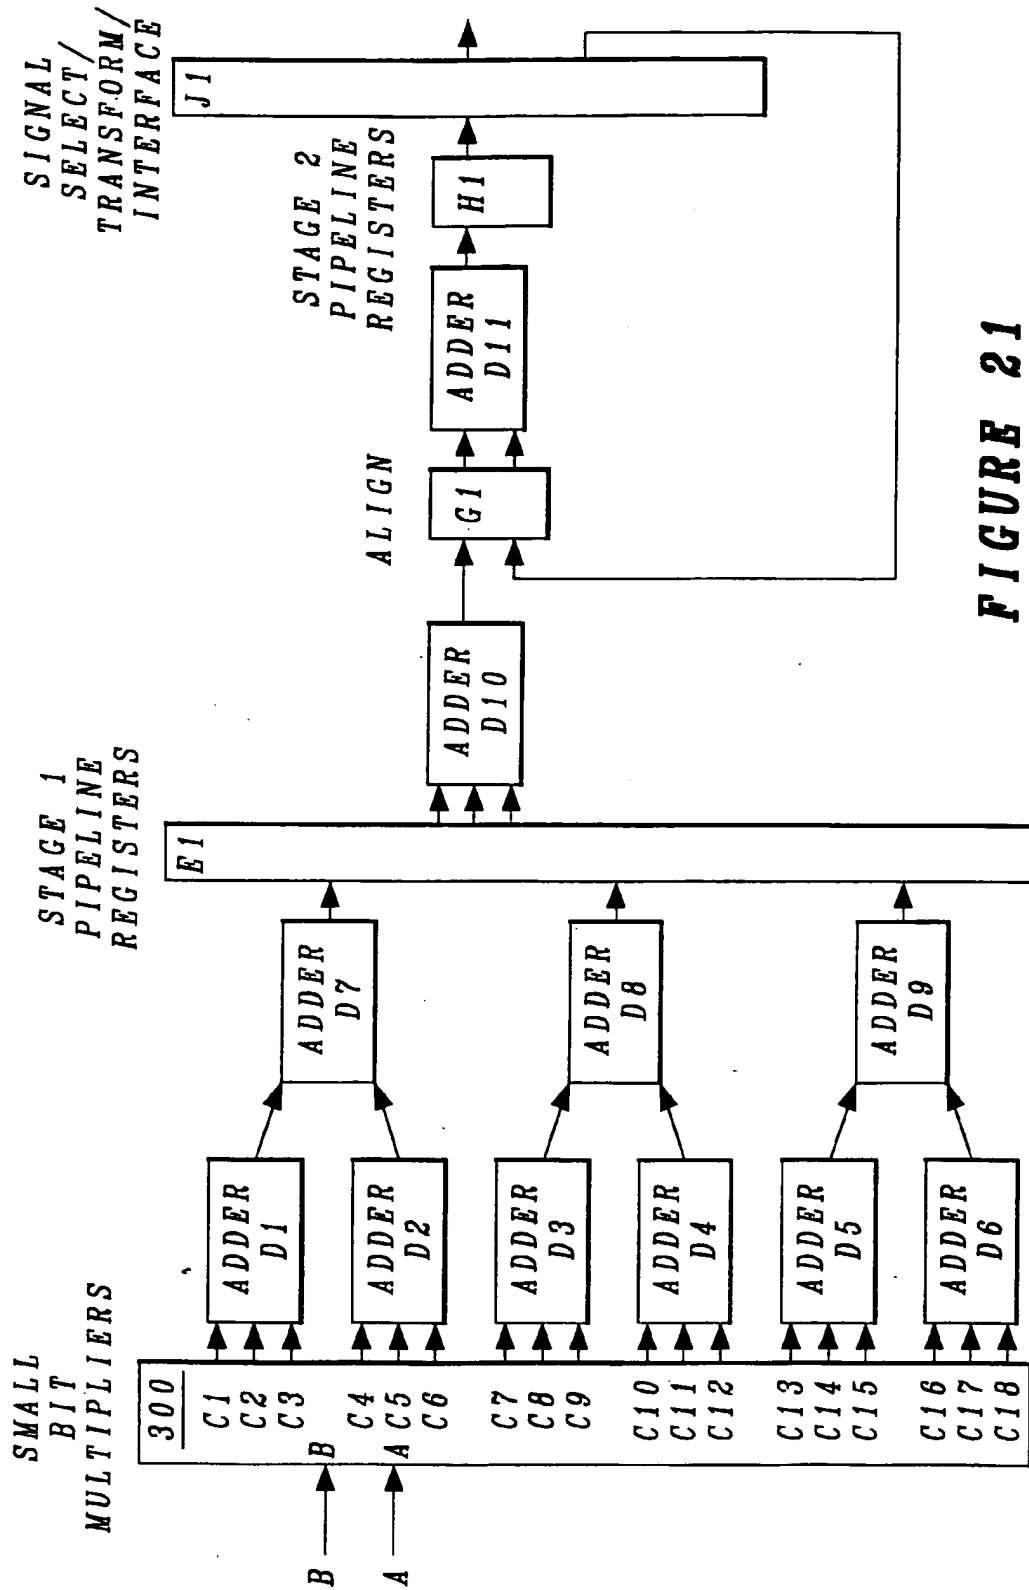 SMALL
BIT
MULTIPLIERS
300
B
A
B
A
C1
C2
C3
C4
C5
C6
C7
C8
C9
C10
C11
C12
C13
C14
C15
C16
C17
C18
ADDER
D1
ADDER
D2
ADDER
D3
ADDER
D4
ADDER
D5
ADDER
D6
ADDER
D7
ADDER
D8
ADDER
D9
STAGE 1
PIPELINE
REGISTERS
E1
ADDER
D10
ALIGN
G1
ADDER
D11
STAGE 2
PIPELINE
REGISTERS
H1
SIGNAL
SELECT/
TRANSFORM/
INTERFACE
J1
FIGURE 21